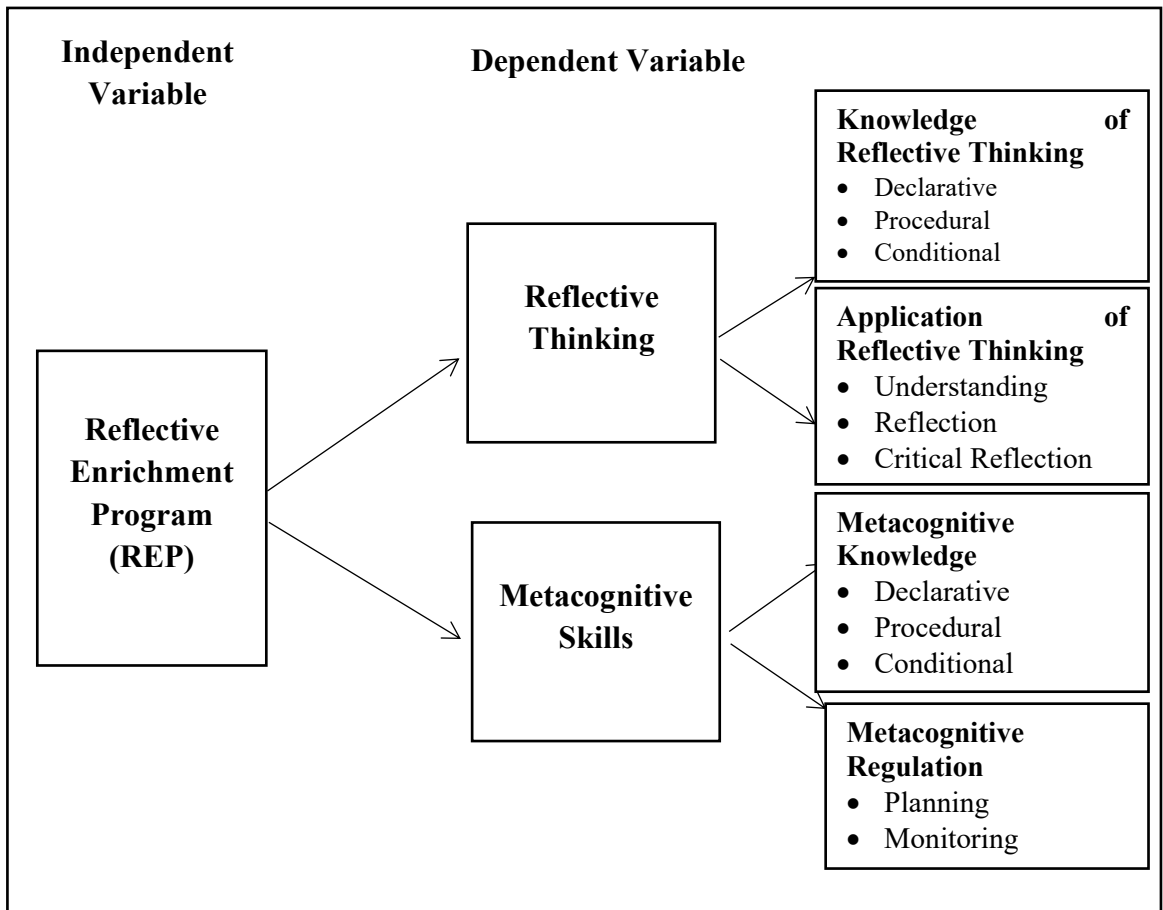 Independent
Variable
Dependent Variable
Knowledge of
Reflective Thinking
• Declarative
• Procedural
• Conditional
Reflective
Thinking
Application of
Reflective Thinking
• Understanding
• Reflection
• Critical Reflection
Reflective
Enrichment
Program
(REP)
Metacognitive
Knowledge
• Declarative
• Procedural
• Conditional
Metacognitive
Skills
Metacognitive
Regulation
• Planning
• Monitoring